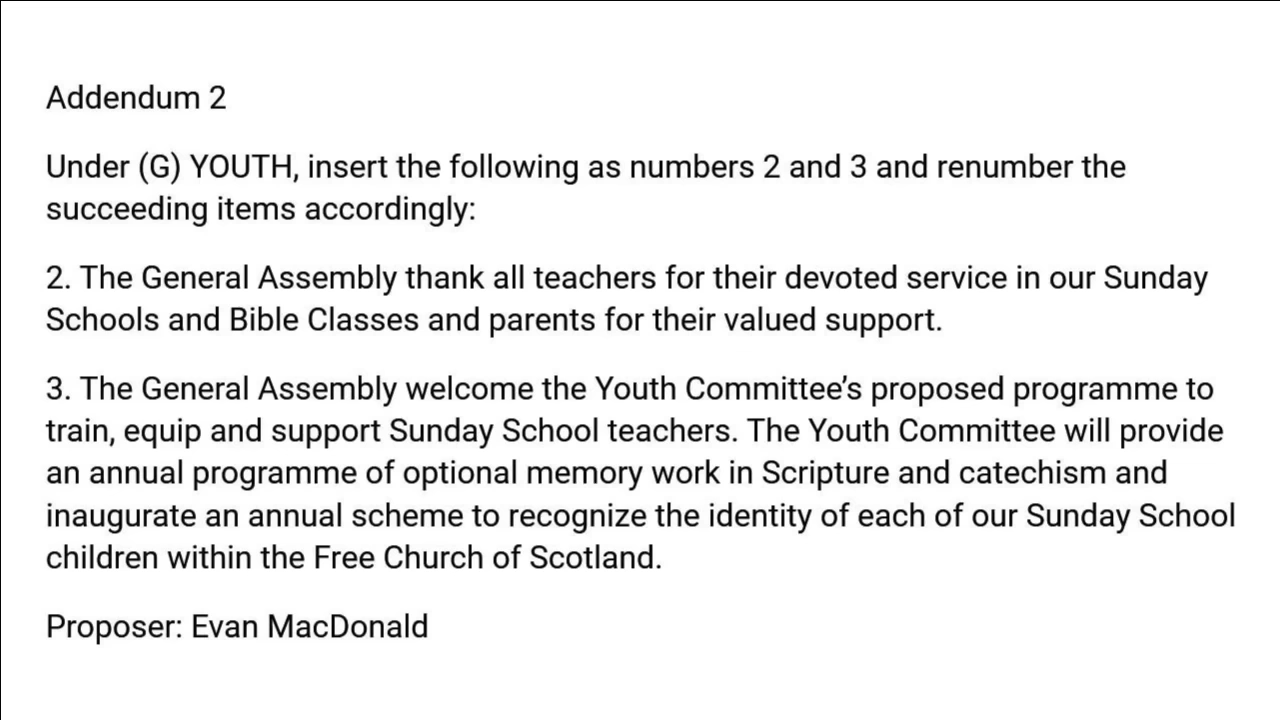 Addendum 2
Under (G) YOUTH, insert the following as numbers 2 and 3 and renumber the
succeeding items accordingly:
2. The General Assembly thank all teachers for their devoted service in our Sunday
Schools and Bible Classes and parents for their valued support.
3. The General Assembly welcome the Youth Committee’s proposed programme to
train, equip and support Sunday School teachers. The Youth Committee will provide
an annual programme of optional memory work in Scripture and catechism and
inaugurate an annual scheme to recognize the identity of each of our Sunday School
children within the Free Church of Scotland.
Proposer: Evan MacDonald